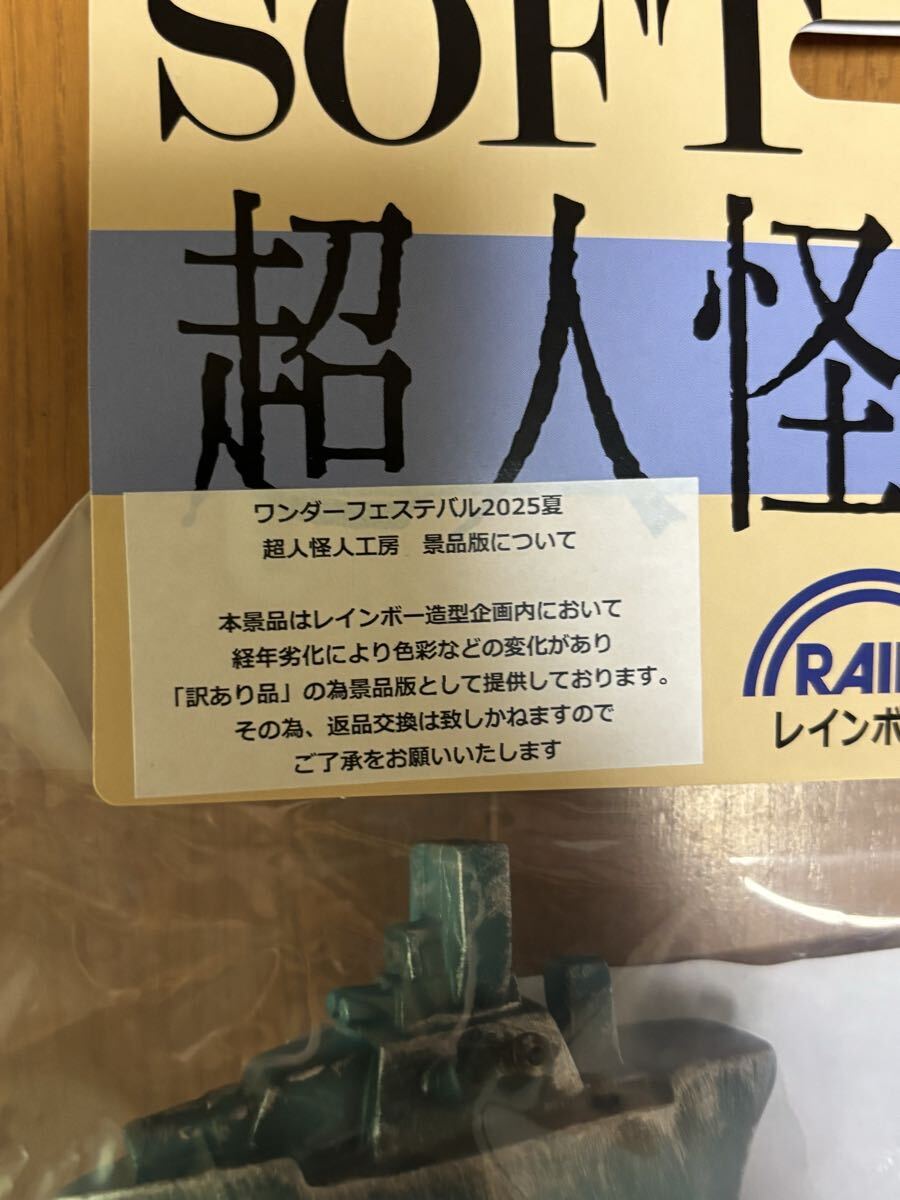 SOFT
超人怪
ワンダーフェステバル2025夏
超人怪人工房　景品版について
本景品はレインボー造型企画内において
経年劣化により色彩などの変化があり
「訳あり品」の為景品版として提供しております。
その為、返品交換は致しかねますので
ご了承をお願いいたします
RAI
レインボ